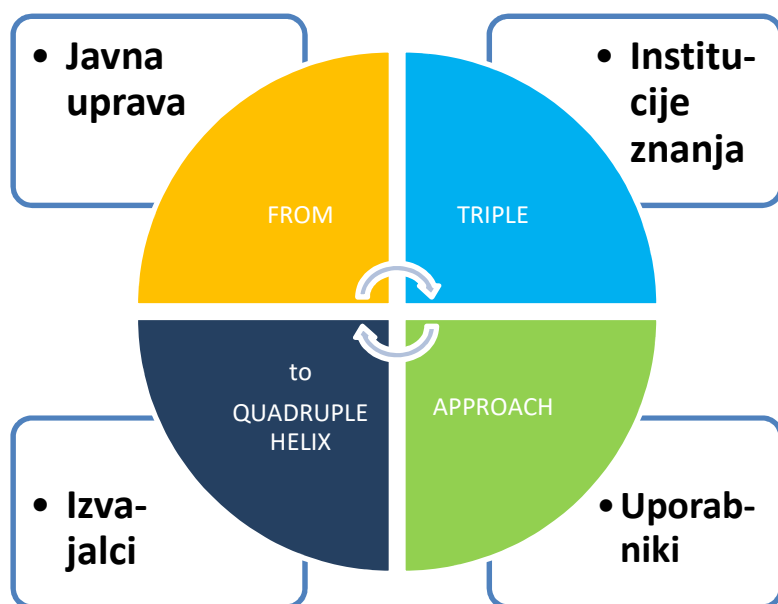 • Javna
uprava
• Institu-
cije
znanja
FROM
TRIPLE
to
QUADRUPLE
HELIX
APPROACH
• Izva-
jalci
• Uporab-
niki